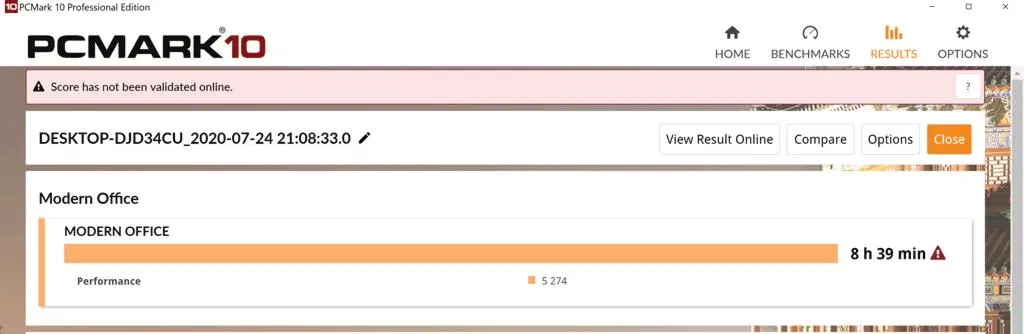 10 PCMark 10 Professional Edition
PCMARK®10
HOME BENCHMARKS RESULTS OPTIONS
Score has not been validated online. ?
DESKTOP-DJD34CU_2020-07-24 21:08:33.0 View Result Online Compare Options Close
Modern Office
MODERN OFFICE
8 h 39 min
Performance 5 274